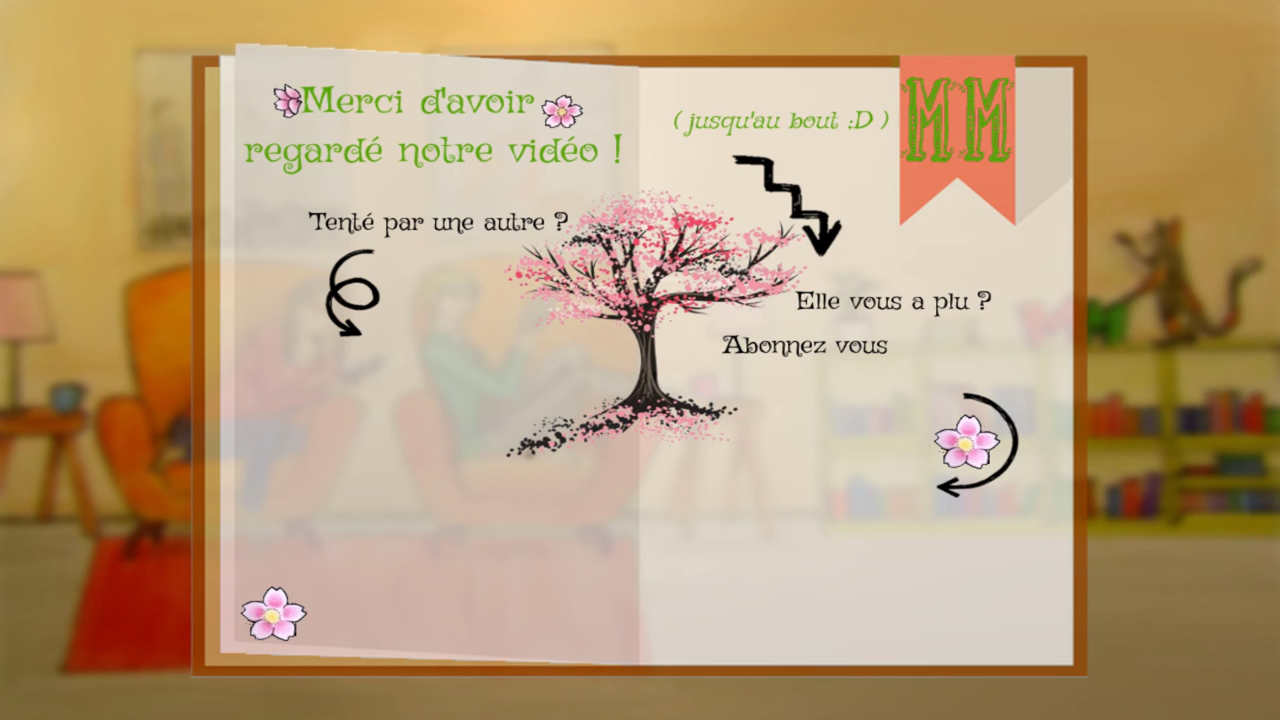 Merci d'avoir
regardé notre vidéo !
Tenté par une autre ?
( jusqu'au bout :D )
MM
Elle vous a plu ?
Abonnez vous